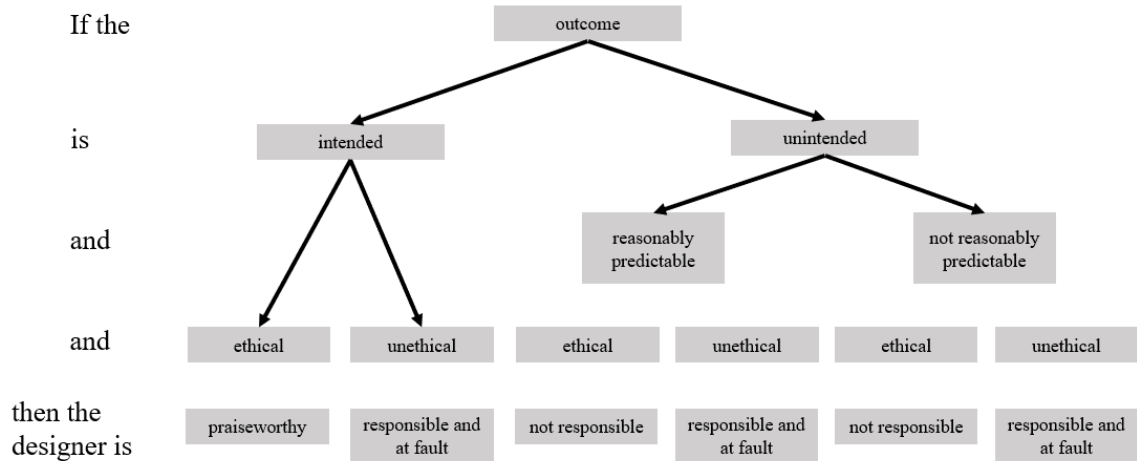 If the
outcome
is
intended
unintended
and
reasonably
predictable
not reasonably
predictable
and
ethical
unethical
ethical
unethical
ethical
unethical
then the
designer is
praiseworthy
responsible and
at fault
not responsible
responsible and
at fault
not responsible
responsible and
at fault